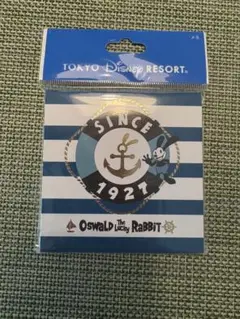 TOKYO Disney RESORT®
SINCE
1927
OSWALD The Lucky RABBIT